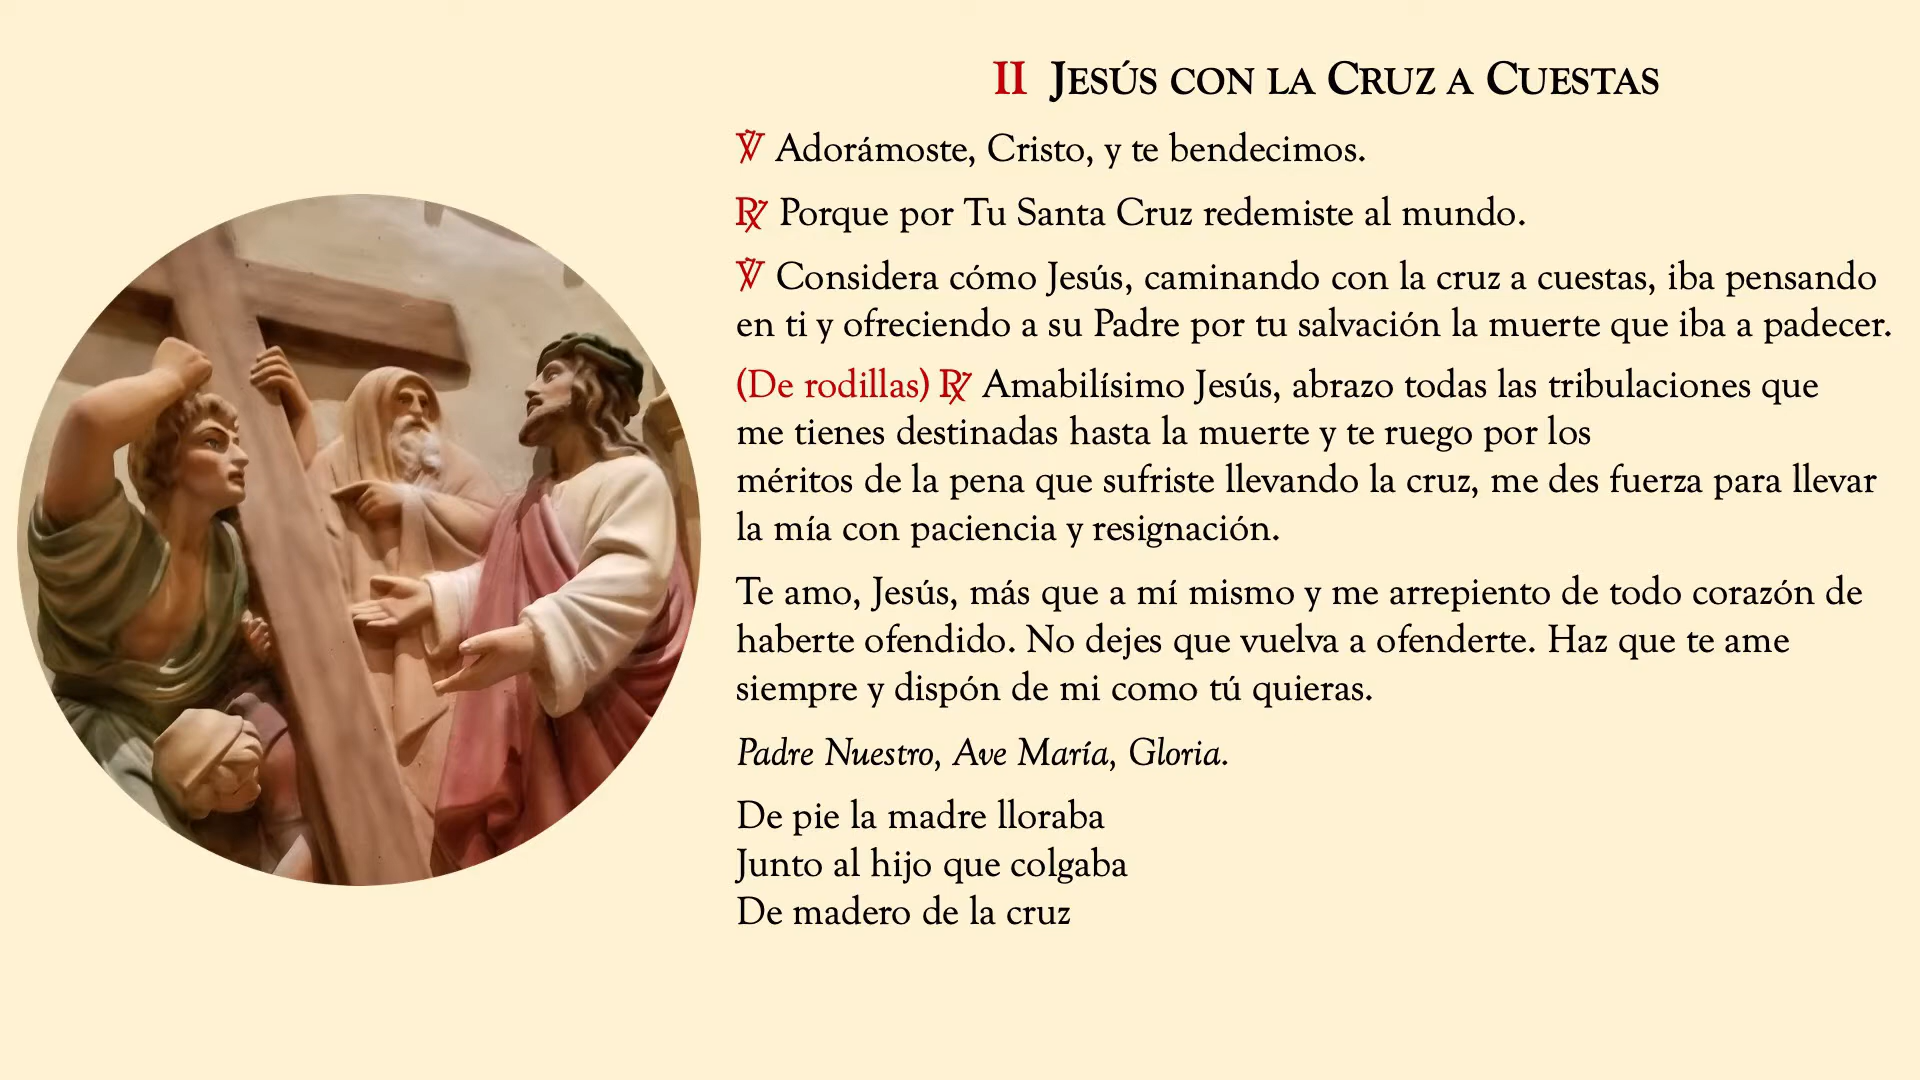 II Jesús con la Cruz a Cuestas
℣ Adorámoste, Cristo, y te bendecimos.
℟ Porque por Tu Santa Cruz redemiste al mundo.
℣ Considera cómo Jesús, caminando con la cruz a cuestas, iba pensando
en ti y ofreciendo a su Padre por tu salvación la muerte que iba a padecer.
(De rodillas) ℟ Amabilísimo Jesús, abrazo todas las tribulaciones que
me tienes destinadas hasta la muerte y te ruego por los
méritos de la pena que sufriste llevando la cruz, me des fuerza para llevar
la mía con paciencia y resignación.
Te amo, Jesús, más que a mí mismo y me arrepiento de todo corazón de
haberte ofendido. No dejes que vuelva a ofenderte. Haz que te ame
siempre y dispón de mi como tú quieras.
Padre Nuestro, Ave María, Gloria.
De pie la madre lloraba
Junto al hijo que colgaba
De madero de la cruz